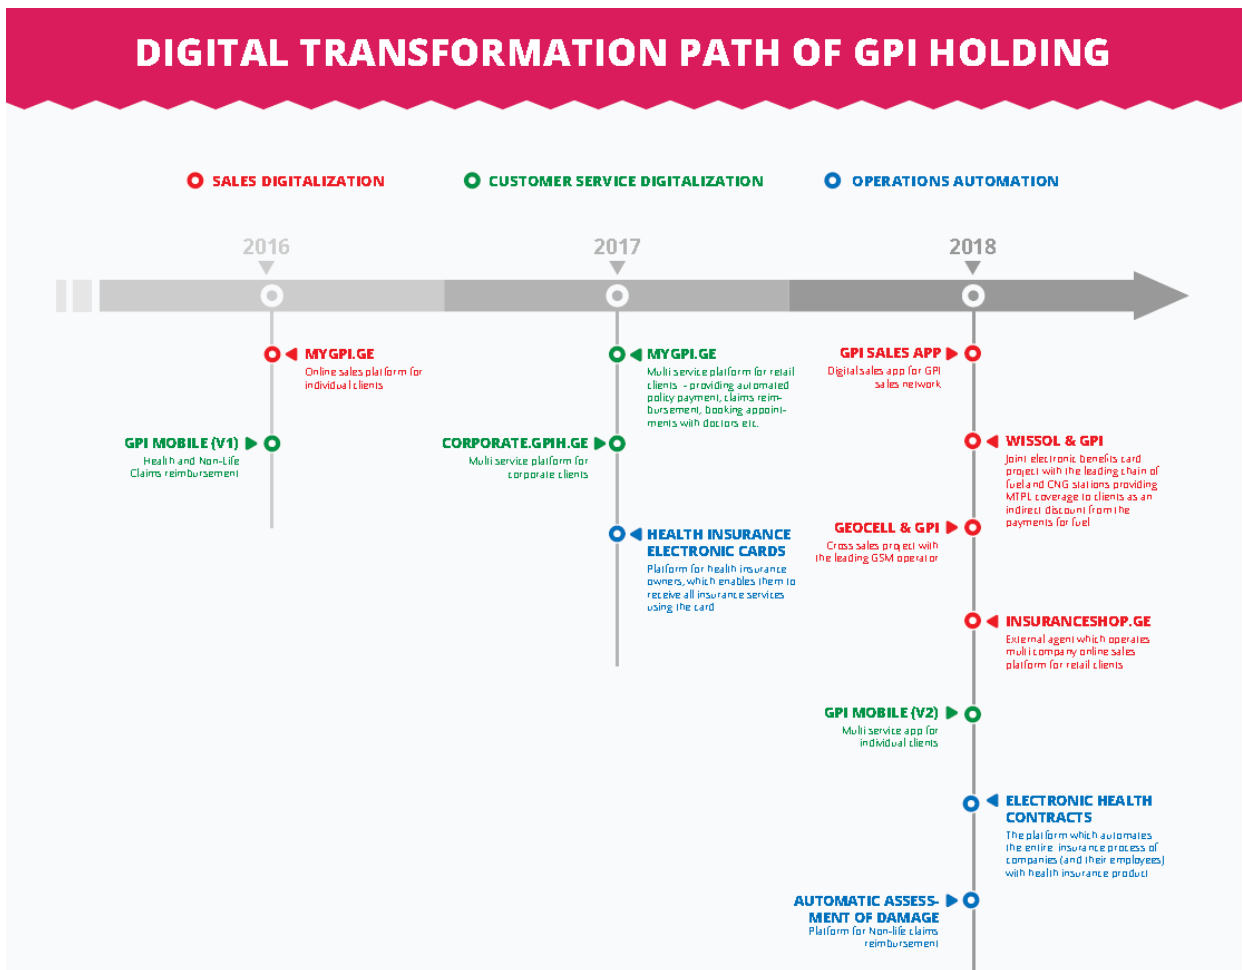 DIGITAL TRANSFORMATION PATH OF GPI HOLDING
SALES DIGITALIZATION
CUSTOMER SERVICE DIGITALIZATION
OPERATIONS AUTOMATION
2016
2017
2018
MYGPI.GE
Online sales platform for
individual clients
GPI MOBILE (V1)
Health and Non-Life
Claims reimbursement
MYGPI.GE
Multi service platform for retail
clients - providing automated
policy payment, claims reim-
bursement, booking appoint-
ments with doctors etc.
CORPORATE.GPIH.GE
Multi service platform for
corporate clients
HEALTH INSURANCE
ELECTRONIC CARDS
Platform for health insurance
owners, which enables them to
receive all insurance services
using the card
GPI SALES APP
Digital sales app for GPI
sales network
WISSOL & GPI
Joint electronic benefits card
project with the leading chain of
fuel and CNG stations providing
MTPL coverage to clients as an
indirect discount from the
payments for fuel
GEOCELL & GPI
Cross sales project with
the leading GSM operator
INSURANCESHOP.GE
External agent which operates
multi company online sales
platform for retail clients
GPI MOBILE (V2)
Multi service app for
individual clients
ELECTRONIC HEALTH
CONTRACTS
The platform which automates
the entire insurance process of
companies (and their employees)
with health insurance product
AUTOMATIC ASSESS-
MENT OF DAMAGE
Platform for Non-life claims
reimbursement